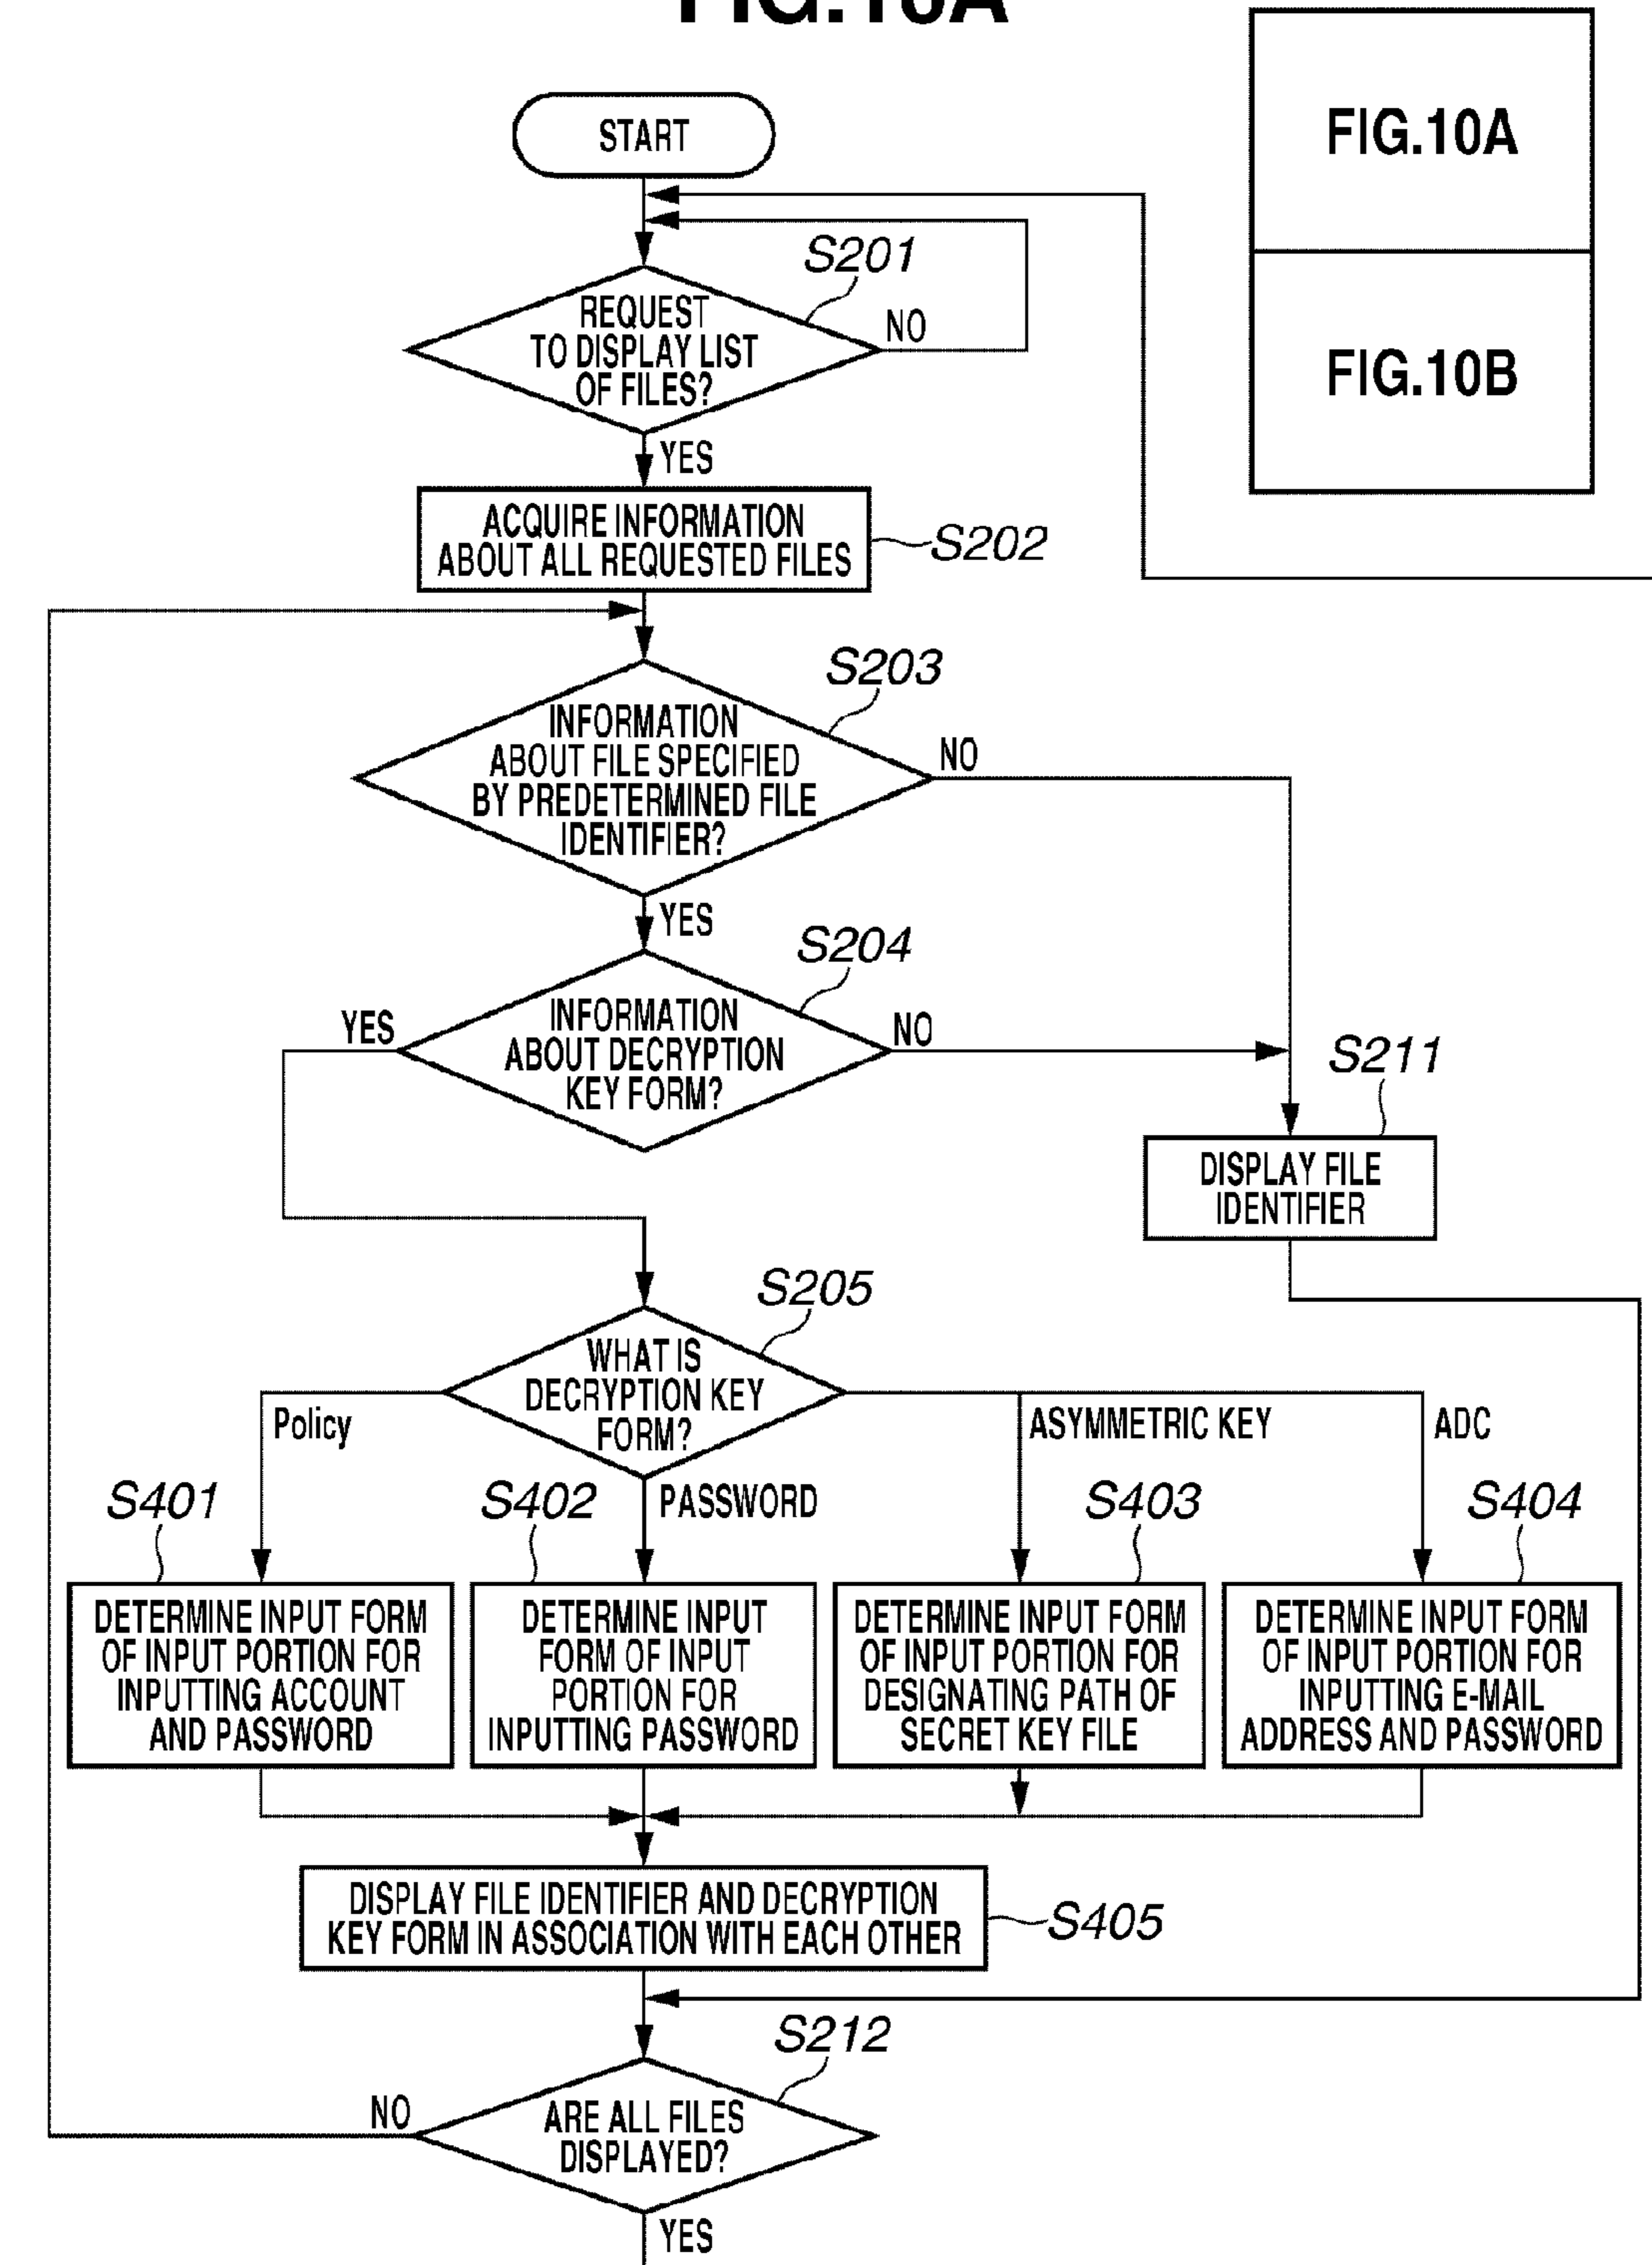 FIG.10A
FIG.10A
FIG.10B
START
S201
REQUEST
TO DISPLAY LIST
OF FILES?
NO
YES
ACQUIRE INFORMATION
ABOUT ALL REQUESTED FILES
S202
S203
INFORMATION
ABOUT FILE SPECIFIED
BY PREDETERMINED FILE
IDENTIFIER?
NO
YES
S204
INFORMATION
ABOUT DECRYPTION
KEY FORM?
YES
NO
S211
DISPLAY FILE
IDENTIFIER
S205
WHAT IS
DECRYPTION KEY
FORM?
Policy
PASSWORD
ASYMMETRIC KEY
ADC
S401
DETERMINE INPUT FORM
OF INPUT PORTION FOR
INPUTTING ACCOUNT
AND PASSWORD
S402
DETERMINE INPUT
FORM OF INPUT
PORTION FOR
INPUTTING PASSWORD
S403
DETERMINE INPUT FORM
OF INPUT PORTION FOR
DESIGNATING PATH OF
SECRET KEY FILE
S404
DETERMINE INPUT FORM
OF INPUT PORTION FOR
INPUTTING E-MAIL
ADDRESS AND PASSWORD
DISPLAY FILE IDENTIFIER AND DECRYPTION
KEY FORM IN ASSOCIATION WITH EACH OTHER
S405
S212
ARE ALL FILES
DISPLAYED?
NO
YES